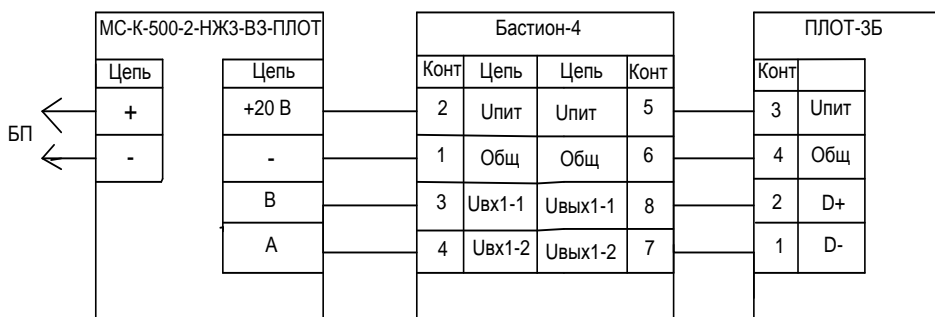 МС-К-500-2-НЖЗ-ВЗ-ПЛОТ Бастион-4 ПЛОТ-3Б
Цепь Цепь Конт Цепь Цепь Конт Конт
+ +20 В 2 Uпит Uпит 5 3 Uпит
БП
- - 1 Общ Общ 6 4 Общ
В 3 Uвх1-1 Uвых1-1 8 2 D+
А 4 Uвх1-2 Uвых1-2 7 1 D-